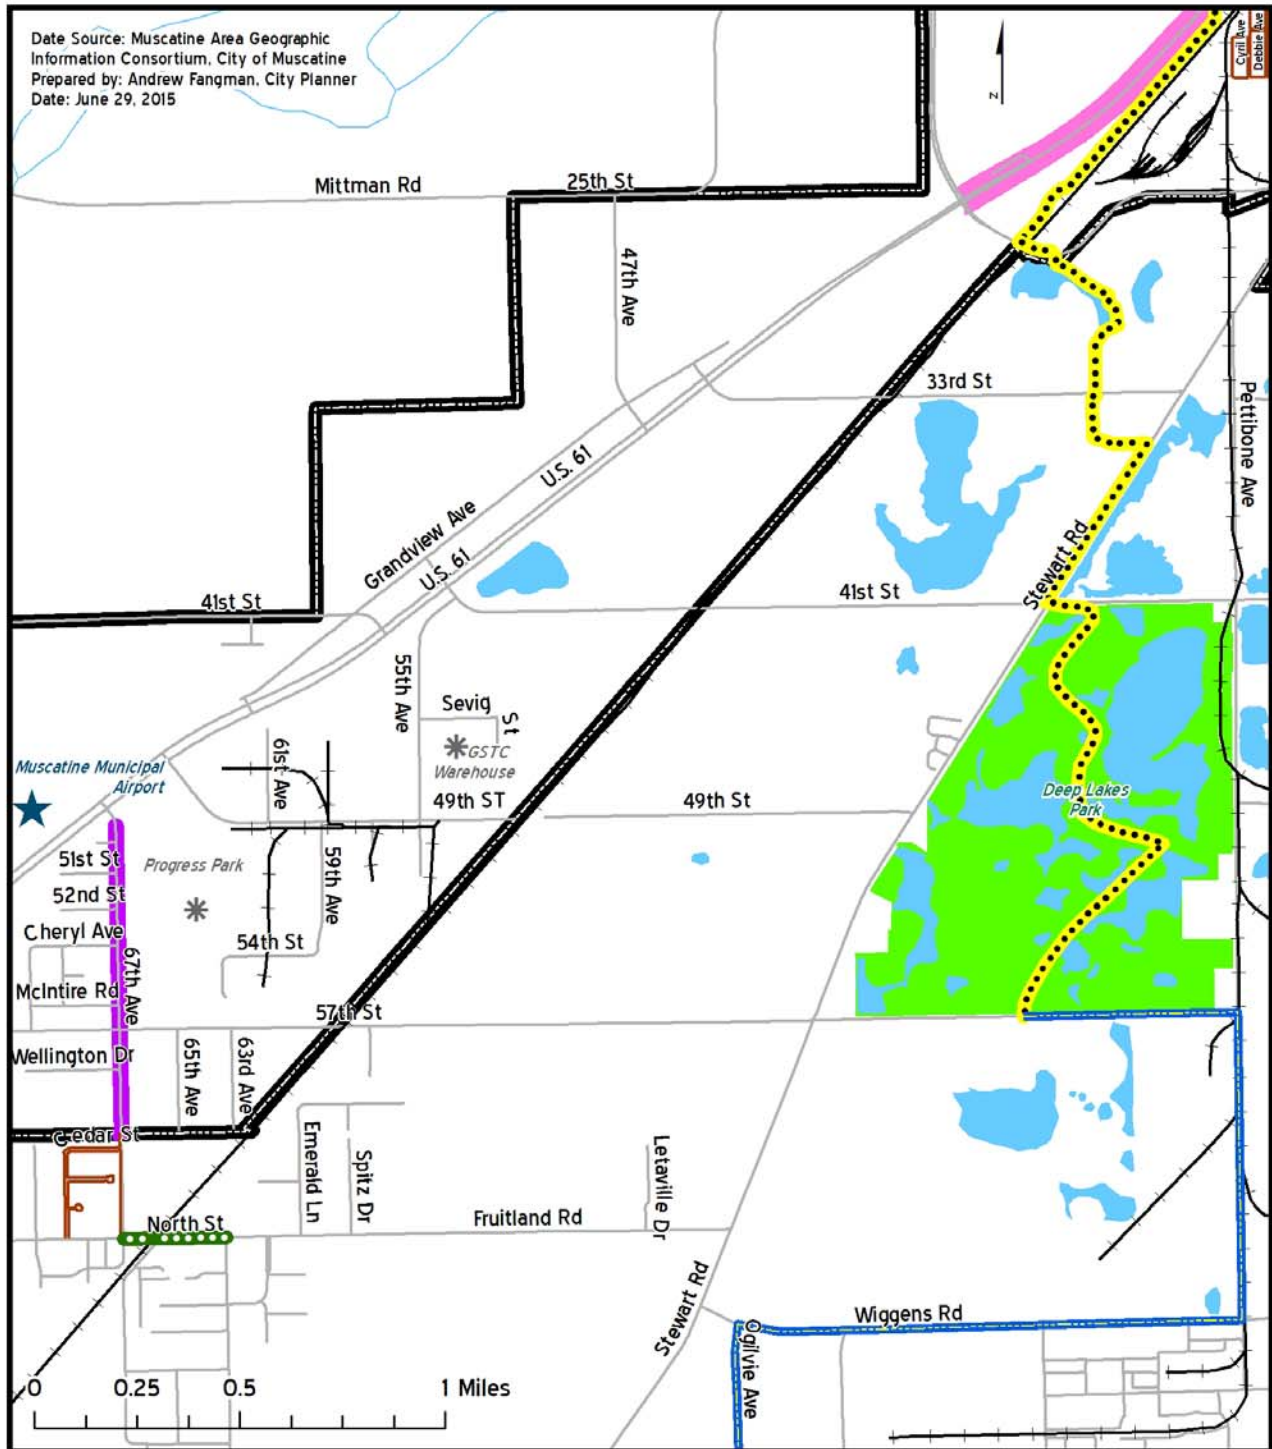 Date Source: Muscatine Area Geographic
Information Consortium, City of Muscatine
Prepared by: Andrew Fangman, City Planner
Date: June 29, 2015
Cyril Ave
Debbie Ave
z
Mittman Rd
25th St
47th Ave
33rd St
Pettibone Ave
U.S. 61
Grandview Ave
U.S. 61
Stewart Rd
41st St
41st St
55th Ave
Sevig
St
GSTC
Warehouse
61st Ave
Muscatine Municipal
Airport
49th ST
49th St
Deep Lakes
Park
51st St
Progress Park
52nd St
59th Ave
Cheryl Ave
54th St
67th Ave
McIntire Rd
57th St
Wellington Dr
65th Ave
63rd Ave
Cedar St
Emerald Ln
Spitz Dr
Letaville Dr
North St
Fruitland Rd
Stewart Rd
Wiggens Rd
Ogilvie Ave
0 0.25 0.5 1 Miles